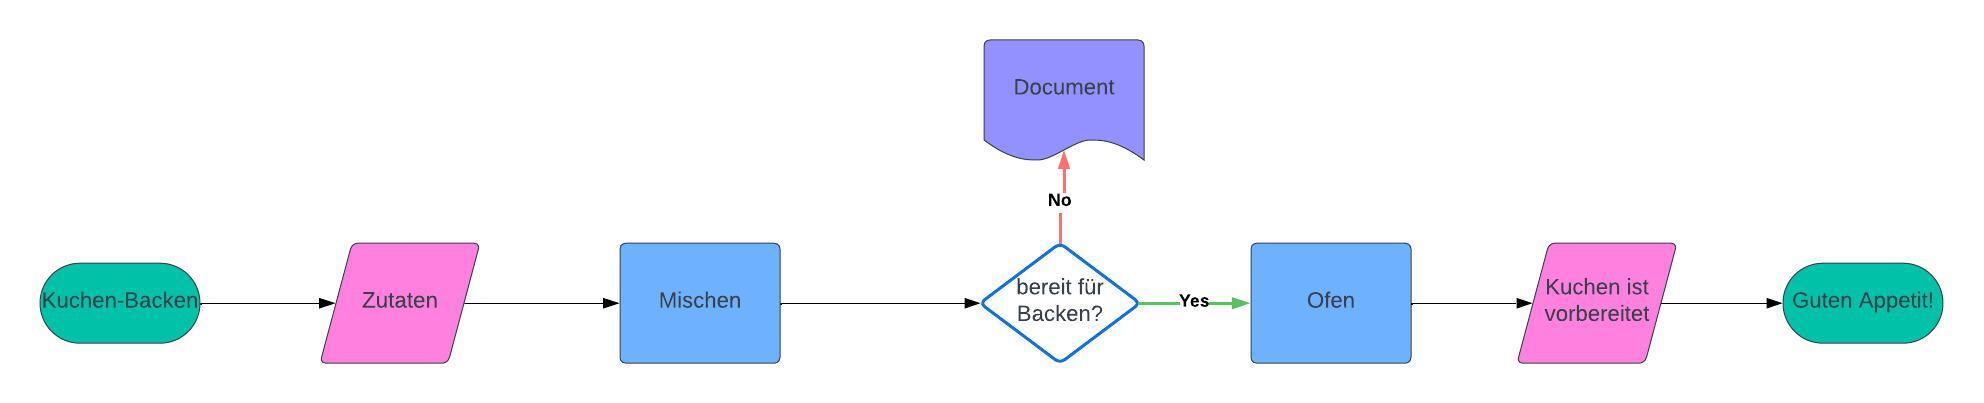 Document
No
Kuchen-Backen
Zutaten
Mischen
bereit für
Backen?
Yes
Ofen
Kuchen ist
vorbereitet
Guten Appetit!